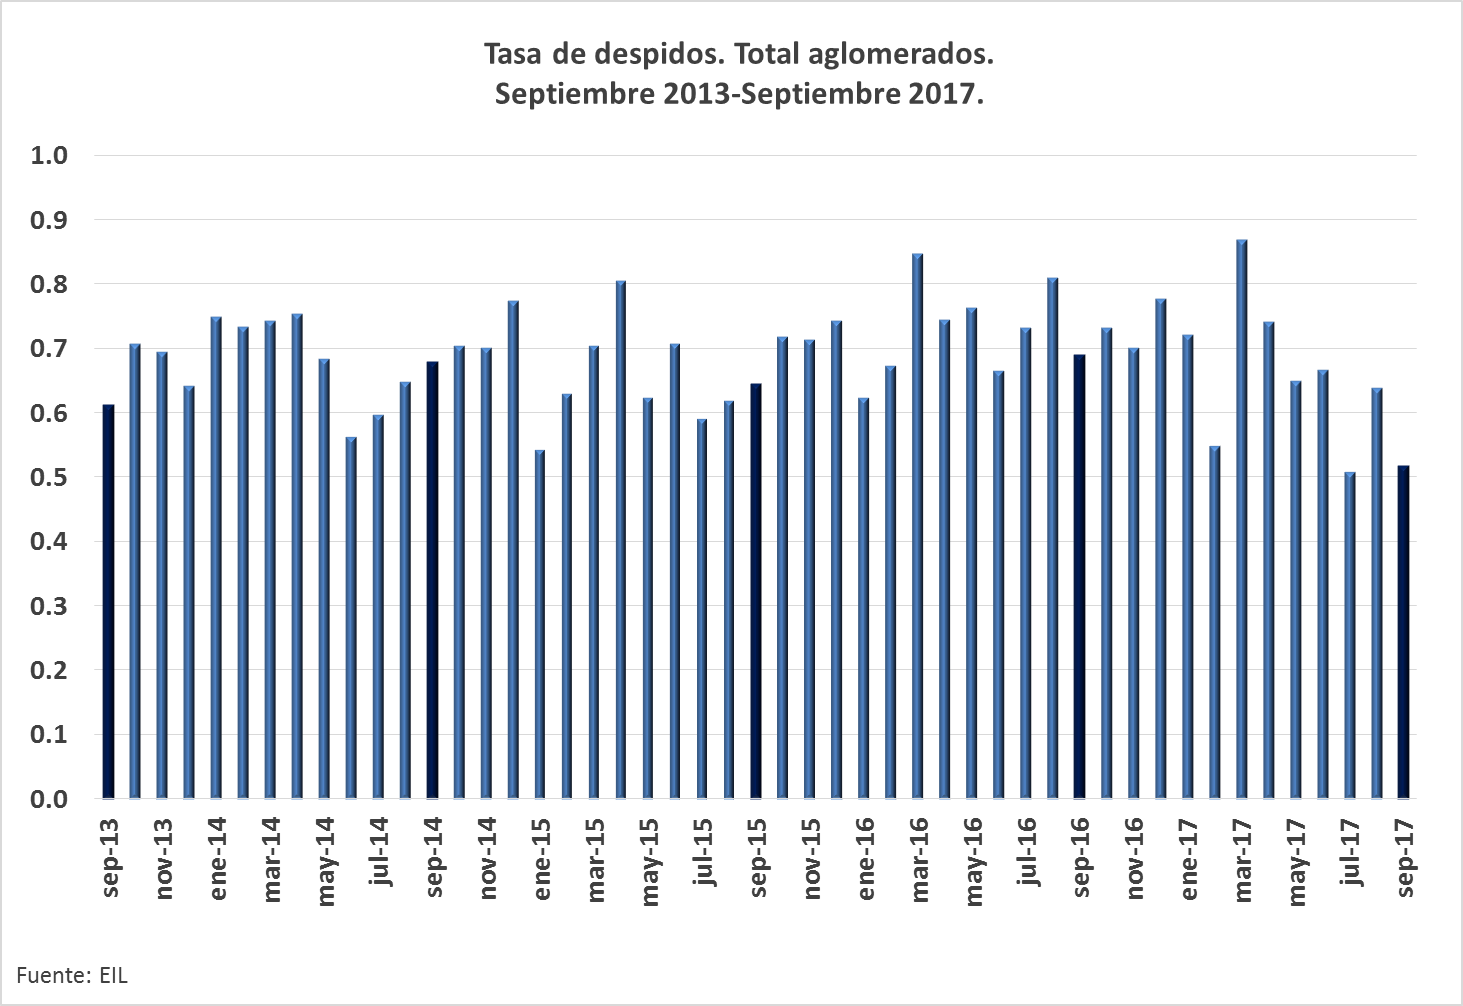 Tasa de despidos. Total aglomerados.
Septiembre 2013-Septiembre 2017.
1.0
0.9
0.8
0.7
0.6
0.5
0.4
0.3
0.2
0.1
0.0
sep-13
nov-13
ene-14
mar-14
may-14
jul-14
sep-14
nov-14
ene-15
mar-15
may-15
jul-15
sep-15
nov-15
ene-16
mar-16
may-16
jul-16
sep-16
nov-16
ene-17
mar-17
may-17
jul-17
sep-17
Fuente: EIL